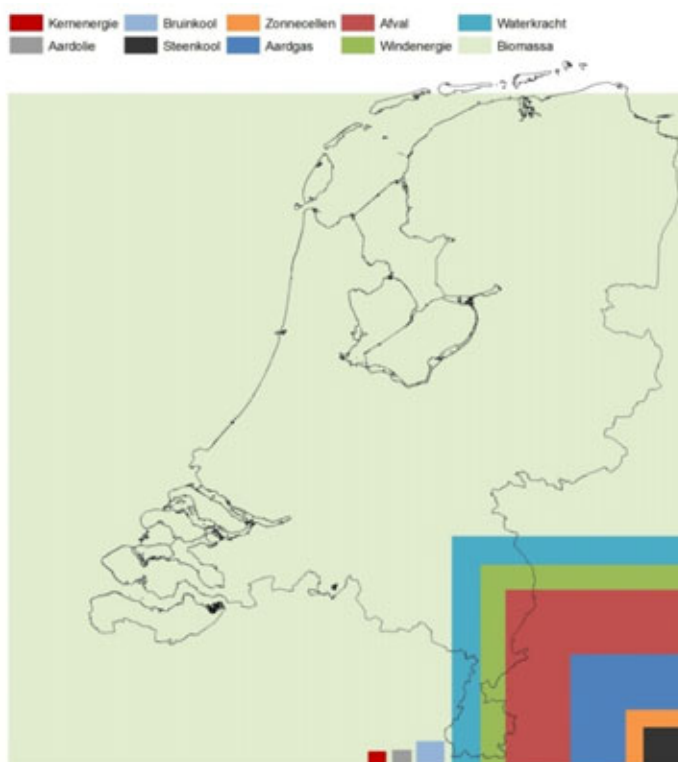 Kernenergie Bruinkool Zonnecellen Afval Waterkracht
Aardolie Steenkool Aardgas Windenergie Biomassa